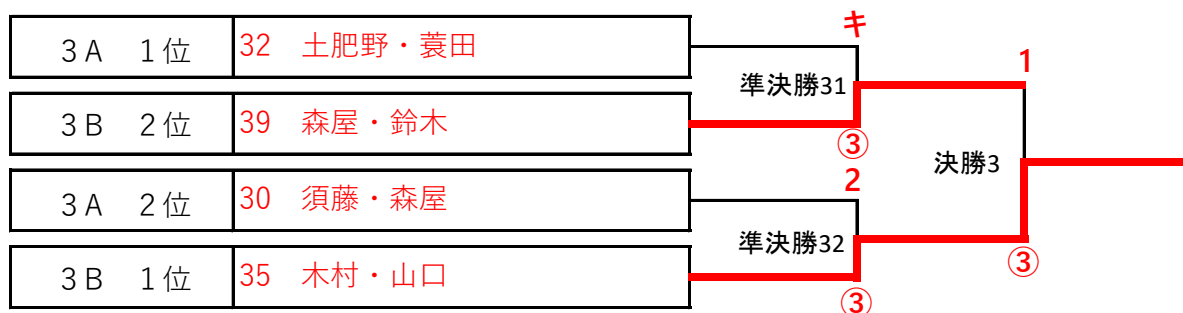 3A 1位 32 土肥野・蓑田
キ
準決勝31
1
3B 2位 39 森屋・鈴木
③
決勝3
3A 2位 30 須藤・森屋
2
準決勝32
③
3B 1位 35 木村・山口
③